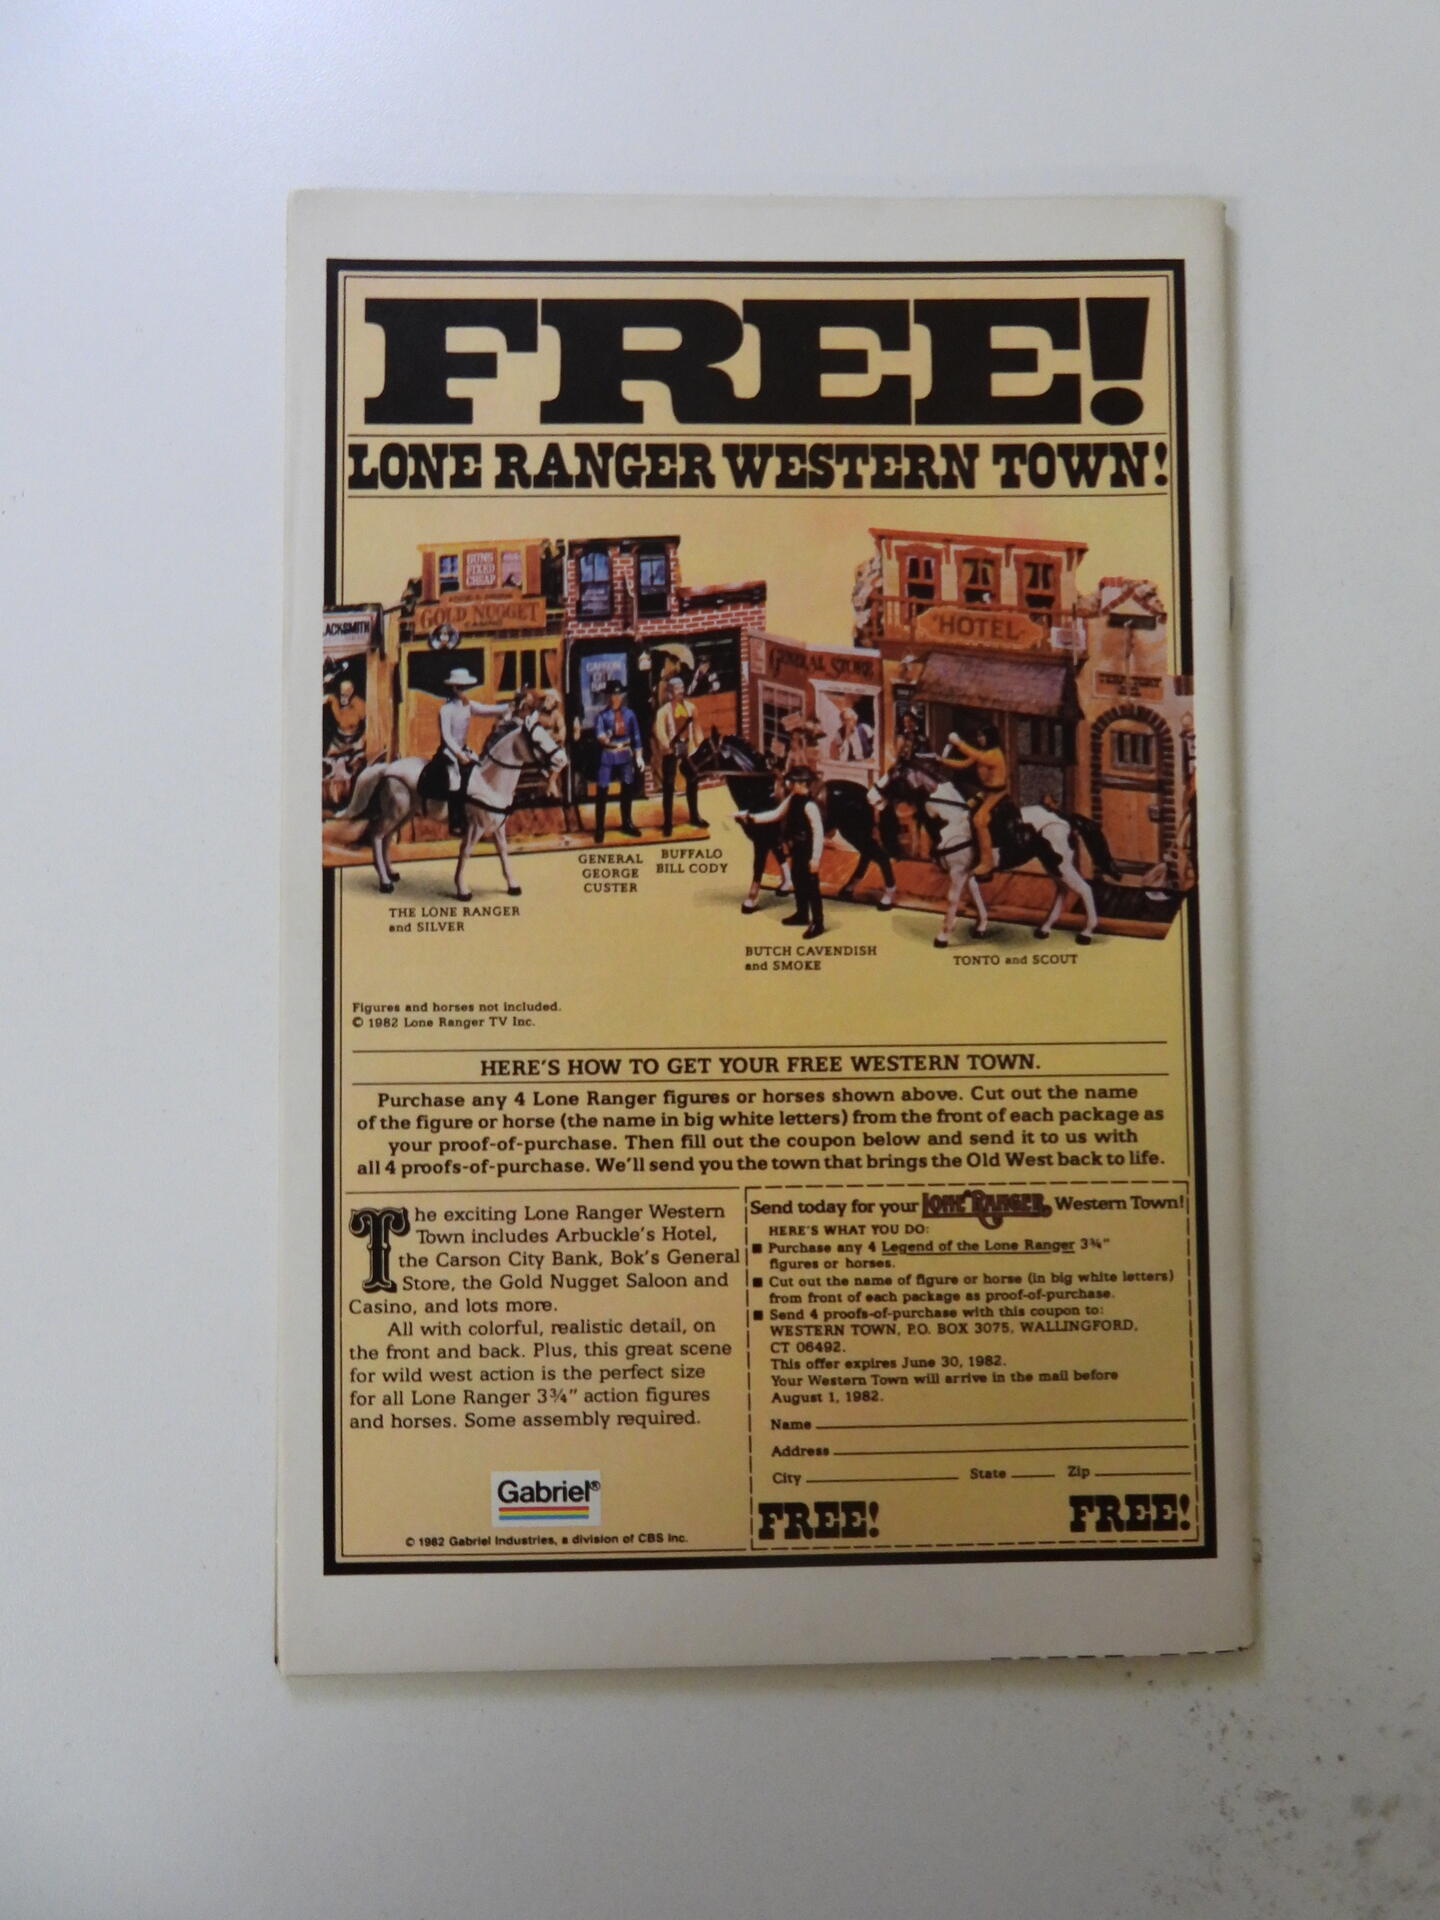 FREE!
LONE RANGER WESTERN TOWN!
GUNS
FIXED
CHEAP
GOLD NUGGET
ACKSMITH
HOTEL
GENERAL STORE
CARSON
CITY
GENERAL
GEORGE
CUSTER
BUFFALO
BILL CODY
THE LONE RANGER
and SILVER
BUTCH CAVENDISH
and SMOKE
TONTO and SCOUT
Figures and horses not included.
© 1982 Lone Ranger TV Inc.
HERE'S HOW TO GET YOUR FREE WESTERN TOWN.
Purchase any 4 Lone Ranger figures or horses shown above. Cut out the name
of the figure or horse (the name in big white letters) from the front of each package as
your proof-of-purchase. Then fill out the coupon below and send it to us with
all 4 proofs-of-purchase. We'll send you the town that brings the Old West back to life.
The exciting Lone Ranger Western
Town includes Arbuckle's Hotel,
the Carson City Bank, Bok's General
Store, the Gold Nugget Saloon and
Casino, and lots more.
All with colorful, realistic detail, on
the front and back. Plus, this great scene
for wild west action is the perfect size
for all Lone Ranger 3¾" action figures
and horses. Some assembly required.
Gabriel®
© 1982 Gabriel Industries, a division of CBS Inc.
Send today for your LONE RANGER Western Town!
HERE'S WHAT YOU DO:
■ Purchase any 4 Legend of the Lone Ranger 3¾"
figures or horses.
■ Cut out the name of figure or horse (in big white letters)
from front of each package as proof-of-purchase.
■ Send 4 proofs-of-purchase with this coupon to:
WESTERN TOWN, P.O. BOX 3075, WALLINGFORD,
CT 06492.
This offer expires June 30, 1982.
Your Western Town will arrive in the mail before
August 1, 1982.
Name
Address
City State Zip
FREE! FREE!